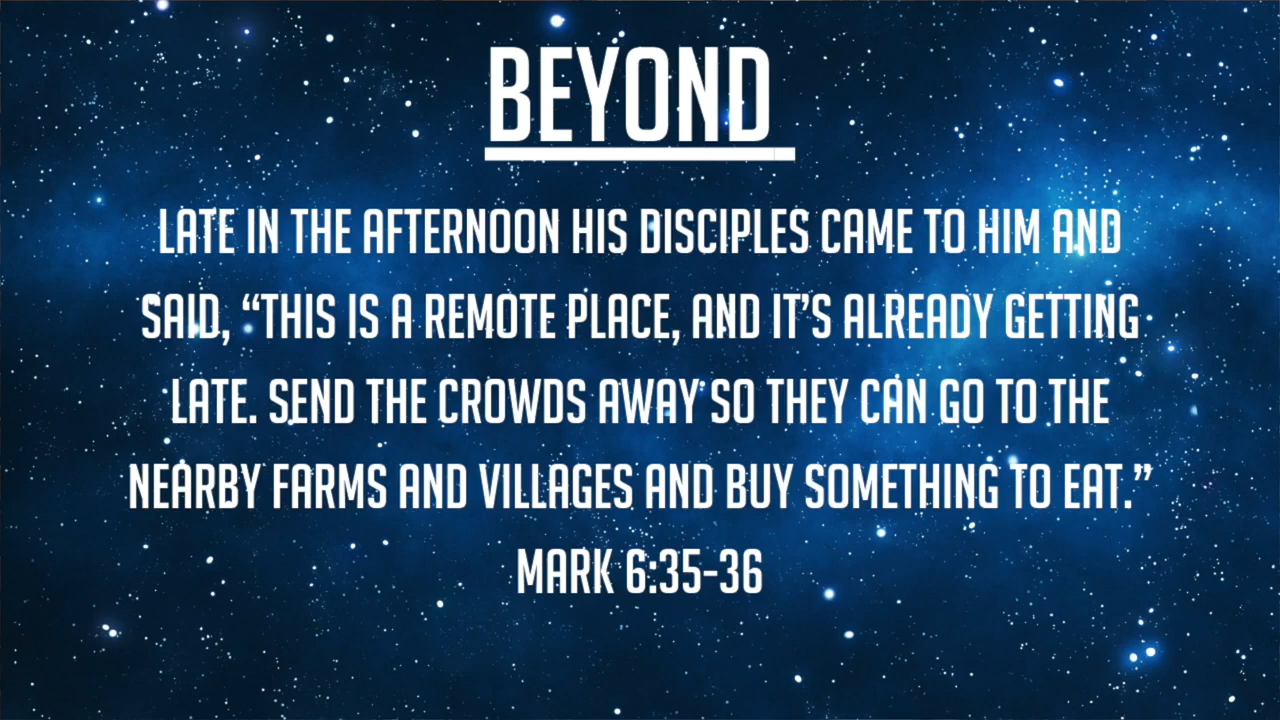 BEYOND
LATE IN THE AFTERNOON HIS DISCIPLES CAME TO HIM AND
SAID, “THIS IS A REMOTE PLACE, AND IT’S ALREADY GETTING
LATE. SEND THE CROWDS AWAY SO THEY CAN GO TO THE
NEARBY FARMS AND VILLAGES AND BUY SOMETHING TO EAT.”
MARK 6:35-36